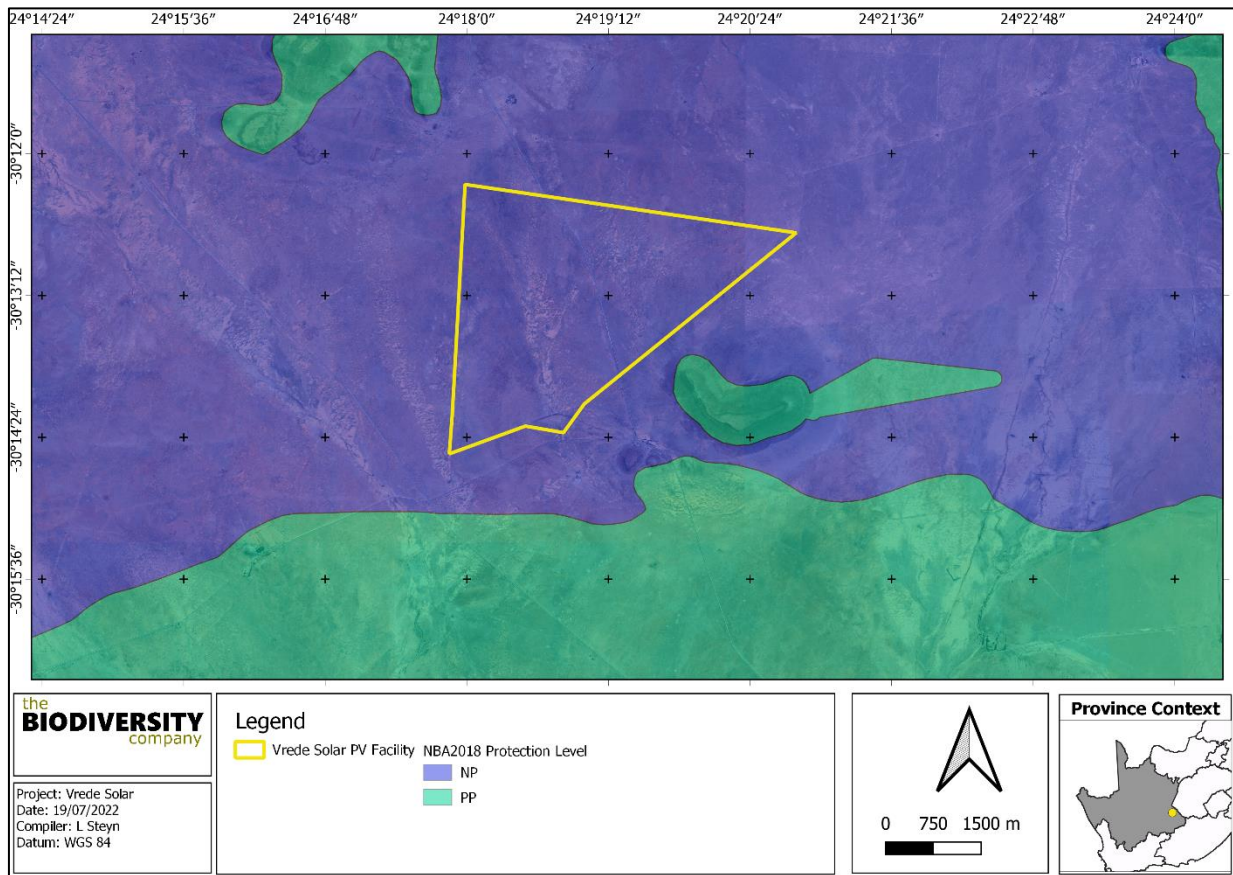 24°14′24″ 24°15′36″ 24°16′48″ 24°18′0″ 24°19′12″ 24°20′24″ 24°21′36″ 24°22′48″ 24°24′0″
-30°12′0″
-30°13′12″
-30°14′24″
-30°15′36″
the
BIODIVERSITY
company
Project: Vrede Solar
Date: 19/07/2022
Compiler: L Steyn
Datum: WGS 84
Legend
Vrede Solar PV Facility
NBA2018 Protection Level
NP
PP
0 750 1500 m
Province Context